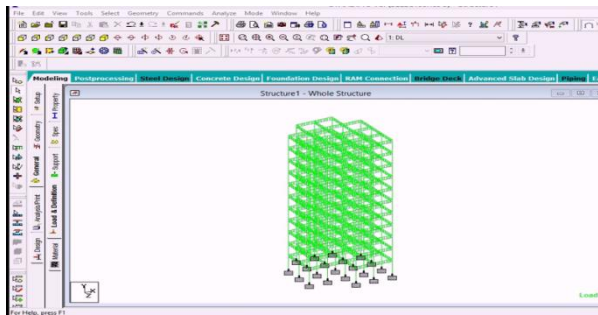 File Edit View Tools Select Geometry Commands Analyze Mode Window Help
1: DL
Modeling Postprocessing Steel Design Concrete Design Foundation Design RAM Connection Bridge Deck Advanced Slab Design Piping
Structure1 - Whole Structure
Setup
Geometry
General
Analysis/Print
Design
Property
Spec
Support
Load & Definition
Material
Y
X
Z
Load
For Help, press F1